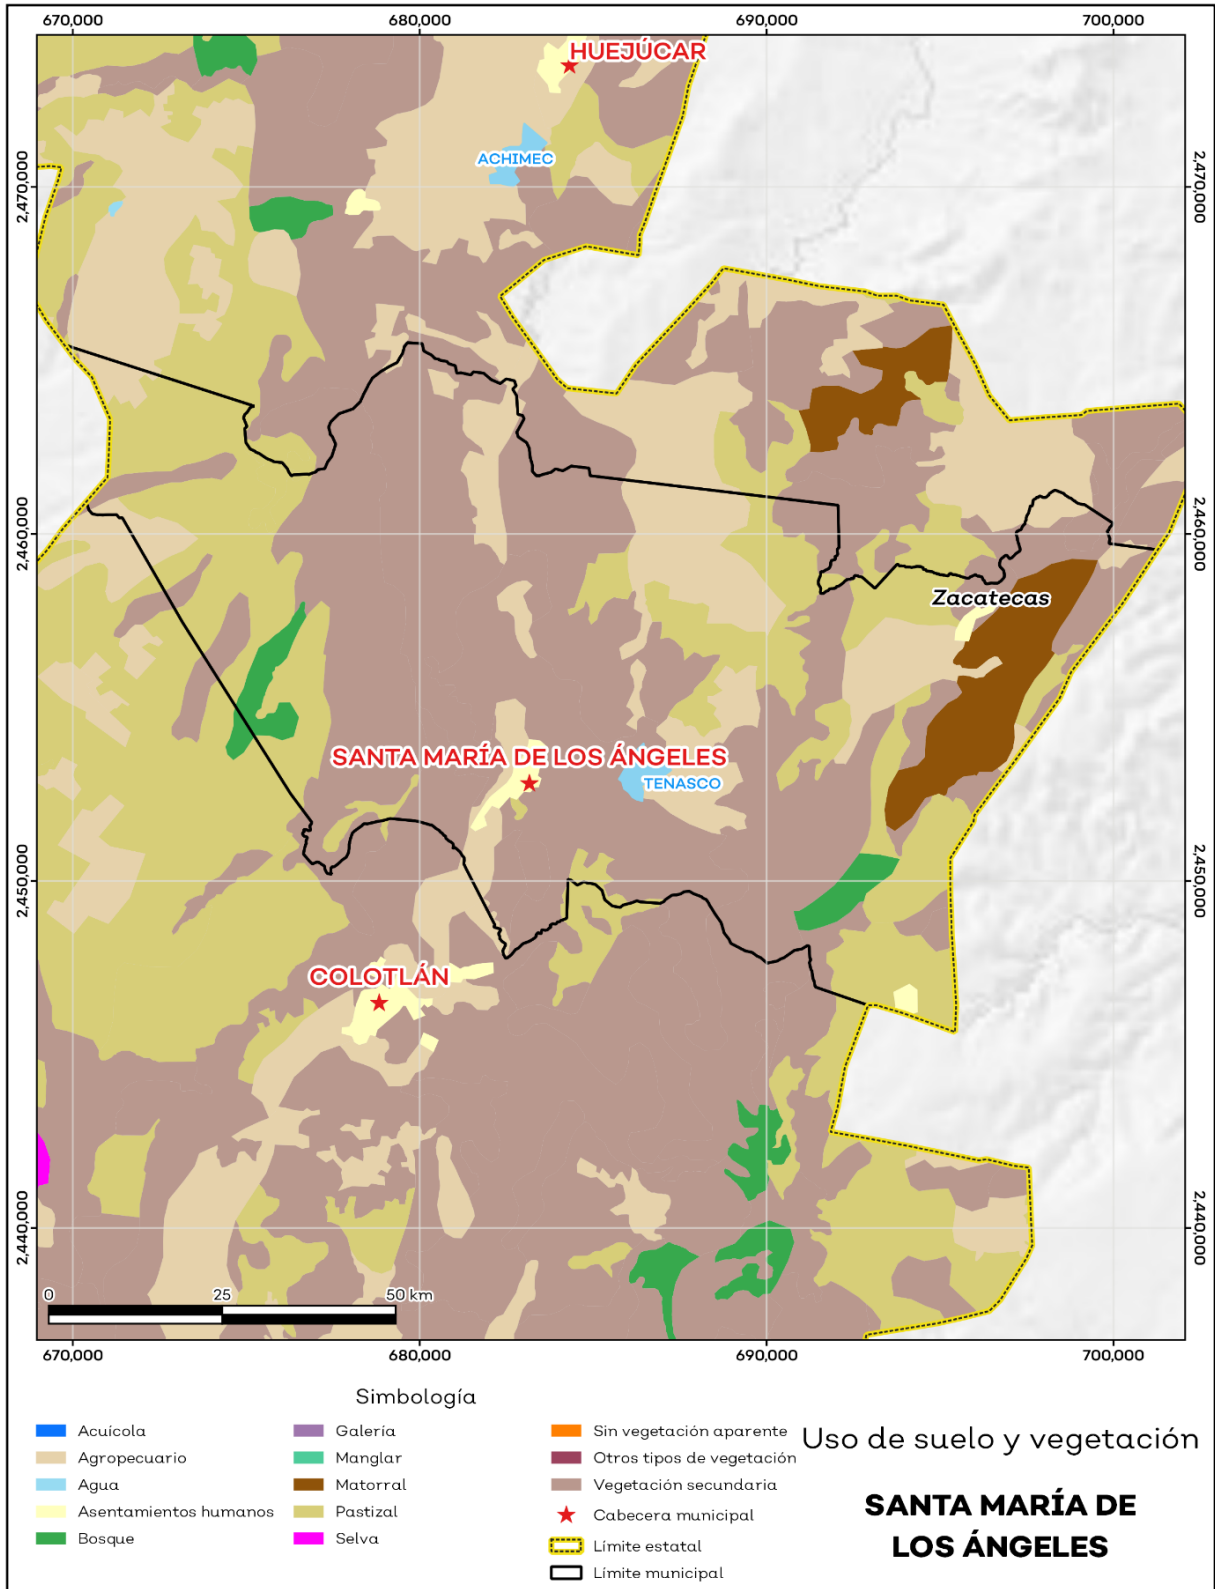 670,000 680,000 690,000 700,000
HUEJÚCAR
ACHIMEC
2,470,000 2,470,000
2,460,000 2,460,000
Zacatecas
SANTA MARÍA DE LOS ÁNGELES
TENASCO
2,450,000 2,450,000
COLOTLÁN
2,440,000 2,440,000
0 25 50 km
670,000 680,000 690,000 700,000
Simbología
Acuícola
Agropecuario
Agua
Asentamientos humanos
Bosque
Galería
Manglar
Matorral
Pastizal
Selva
Sin vegetación aparente
Otros tipos de vegetación
Vegetación secundaria
Cabecera municipal
Límite estatal
Límite municipal
Uso de suelo y vegetación
SANTA MARÍA DE
LOS ÁNGELES